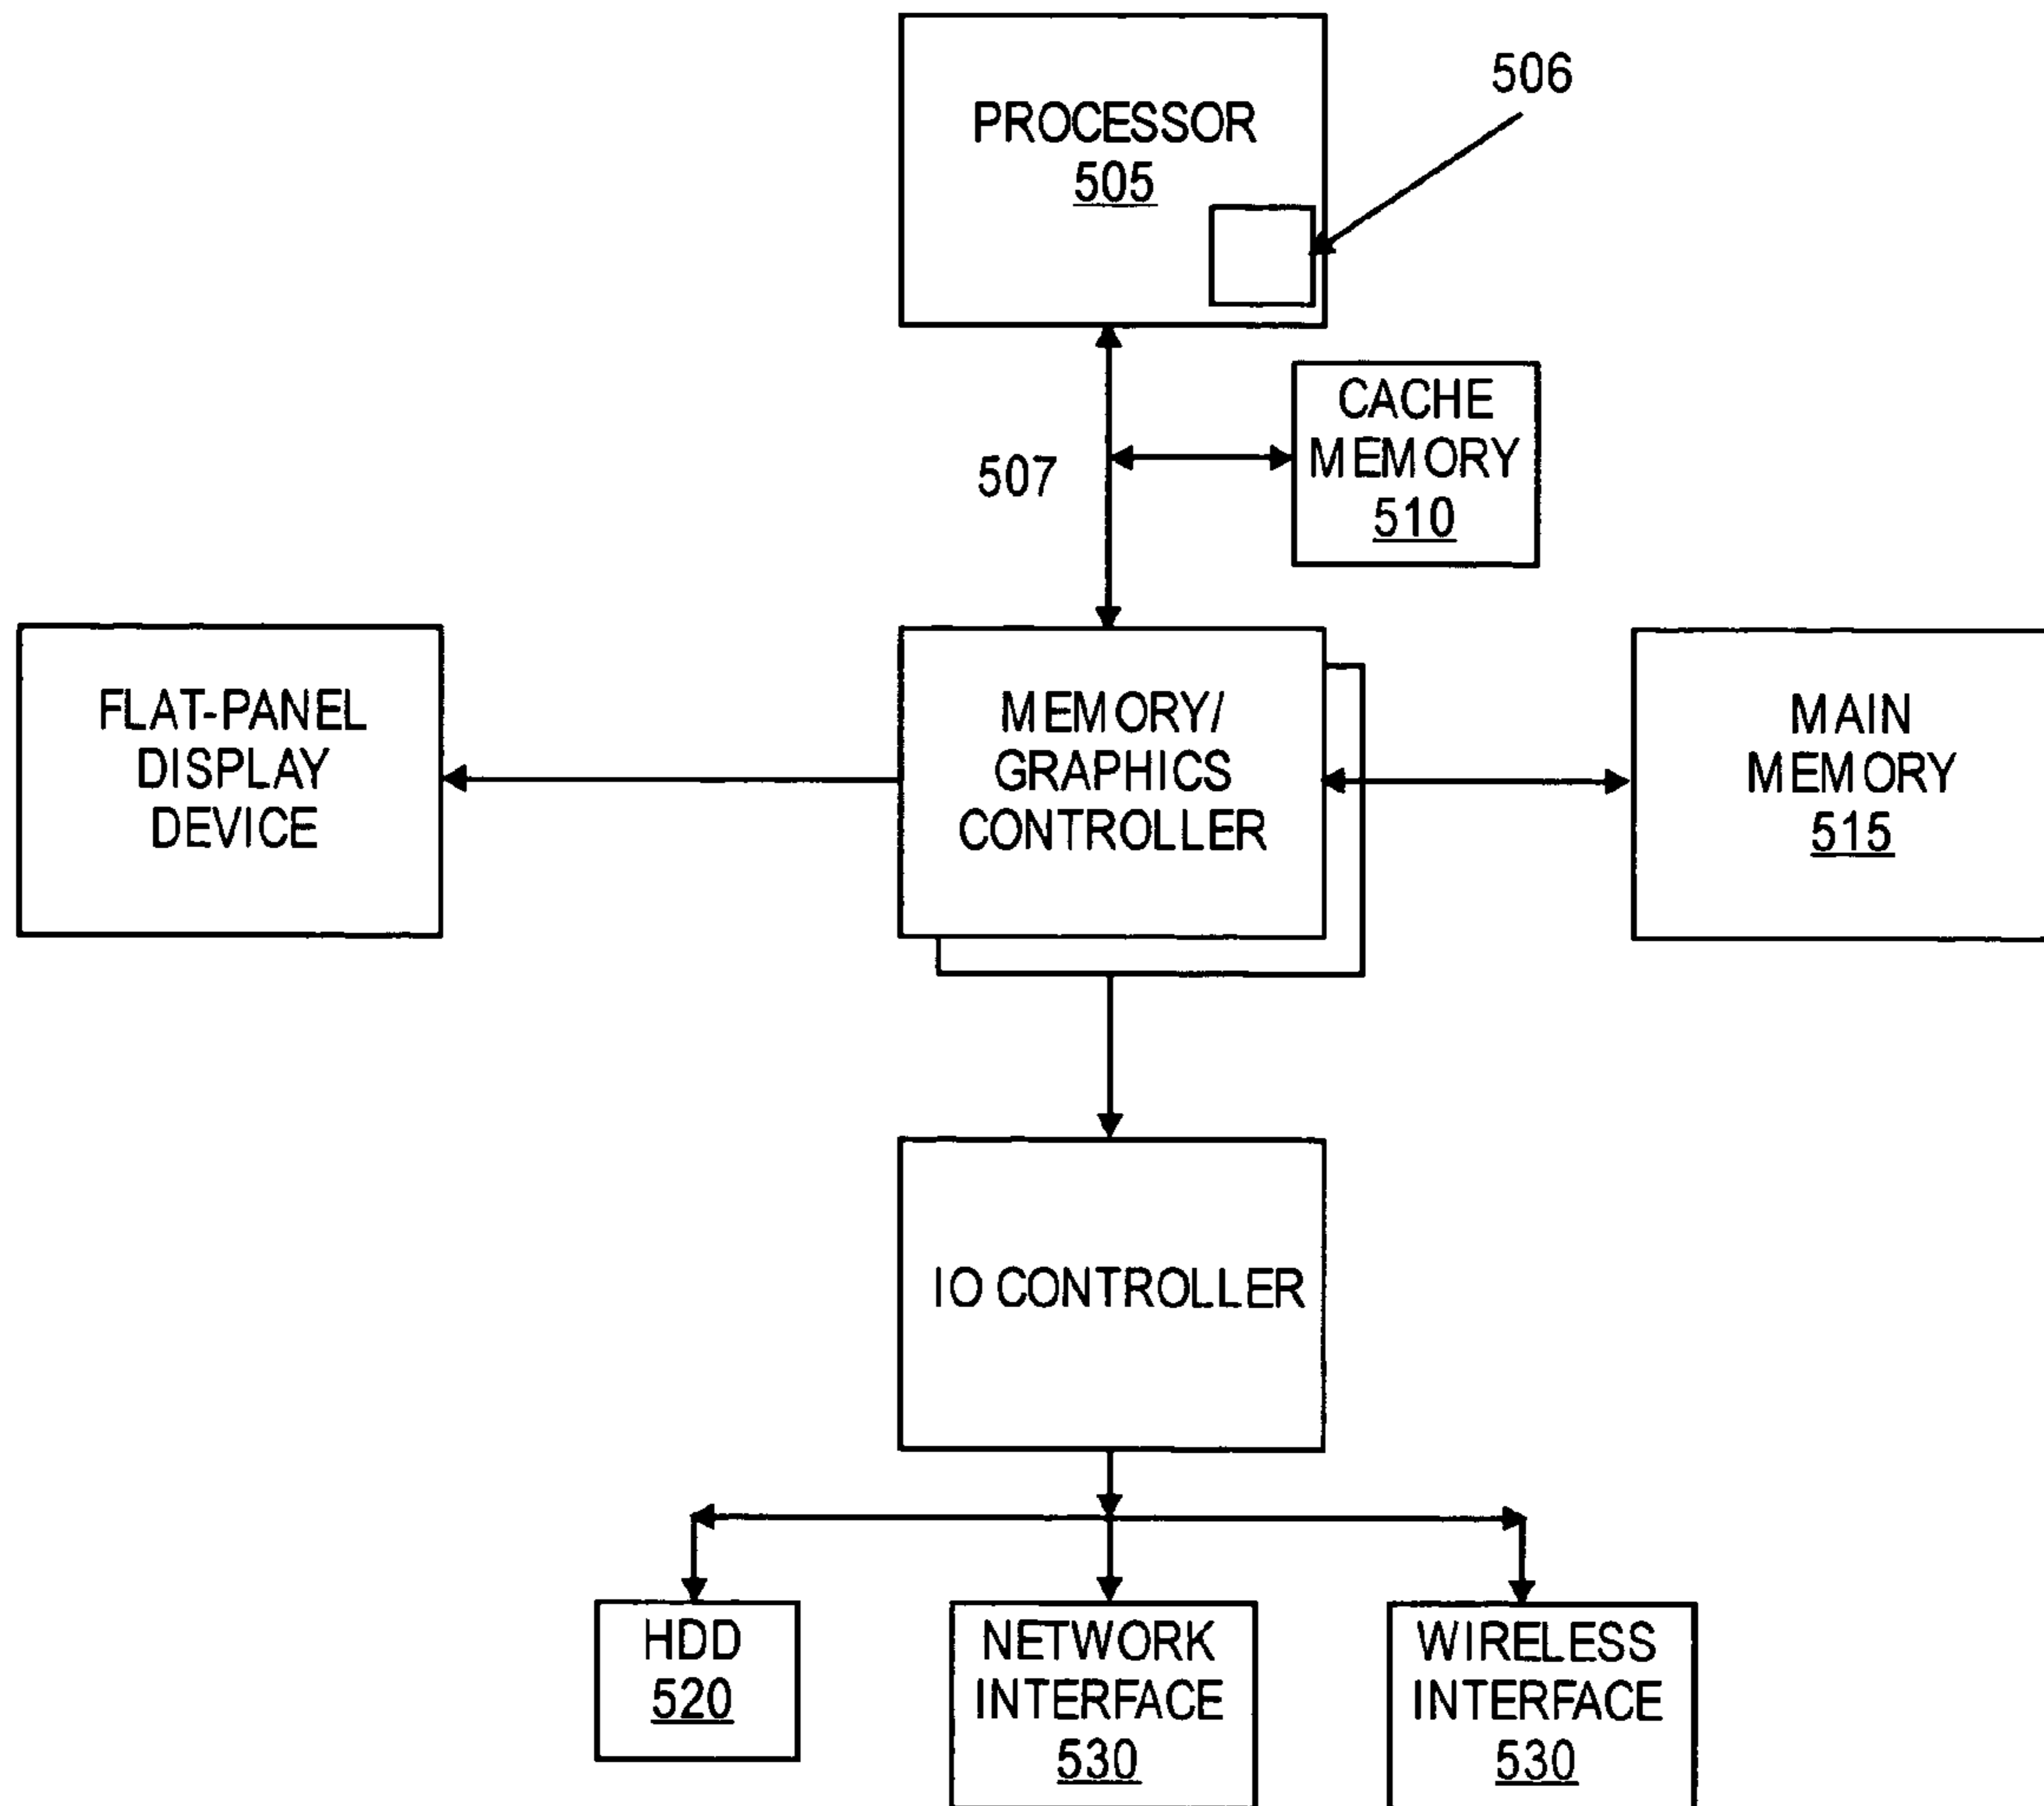 PROCESSOR
505
506
CACHE
MEMORY
510
507
FLAT-PANEL
DISPLAY
DEVICE
MEMORY/
GRAPHICS
CONTROLLER
MAIN
MEMORY
515
IO CONTROLLER
HDD
520
NETWORK
INTERFACE
530
WIRELESS
INTERFACE
530